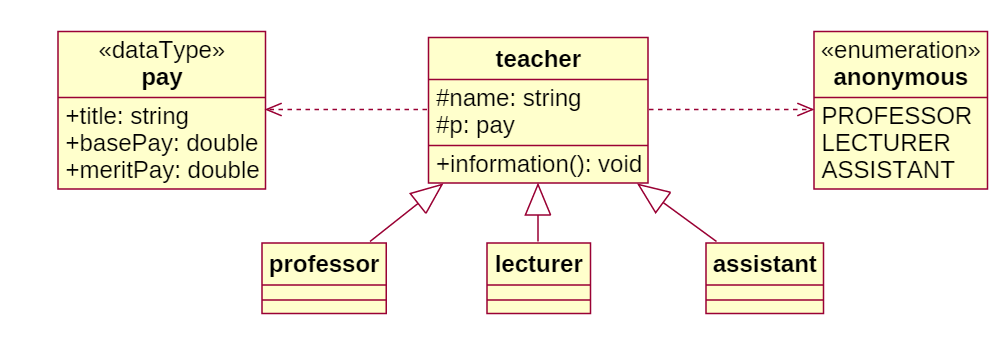 «dataType»
pay
+title: string
+basePay: double
+meritPay: double
teacher
#name: string
#p: pay
+information(): void
«enumeration»
anonymous
PROFESSOR
LECTURER
ASSISTANT
professor
lecturer
assistant